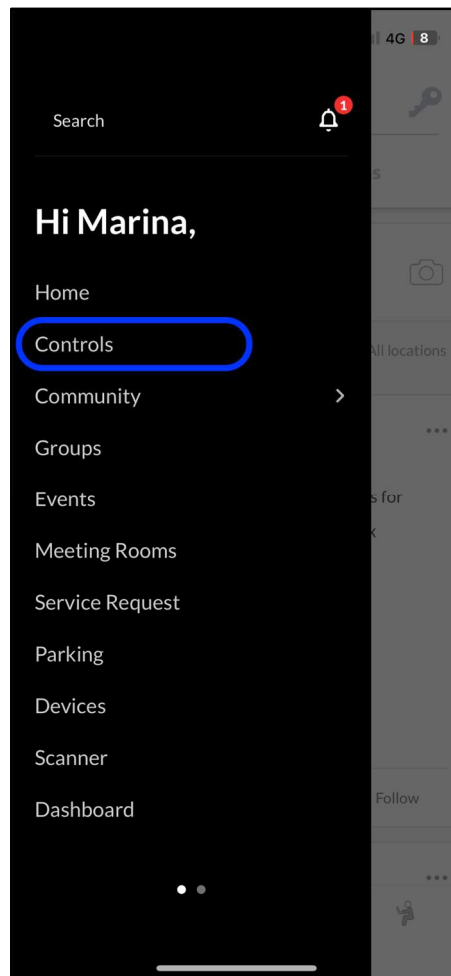 4G 8
Search
1
s
Hi Marina,
Home
Controls
All locations
Community
Groups
Events
s for
x
Meeting Rooms
Service Request
Parking
Devices
Scanner
Dashboard
Follow